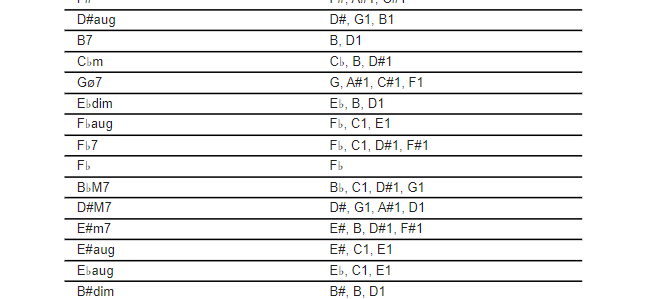 D#aug D#, G1, B1
B7 B, D1
C♭m C♭, B, D#1
Gø7 G, A#1, C#1, F1
E♭dim E♭, B, D1
F♭aug F♭, C1, E1
F♭7 F♭, C1, D#1, F#1
F♭ F♭
B♭M7 B♭, C1, D#1, G1
D#M7 D#, G1, A#1, D1
E#m7 E#, B, D#1, F#1
E#aug E#, C1, E1
E♭aug E♭, C1, E1
B#dim B#, B, D1